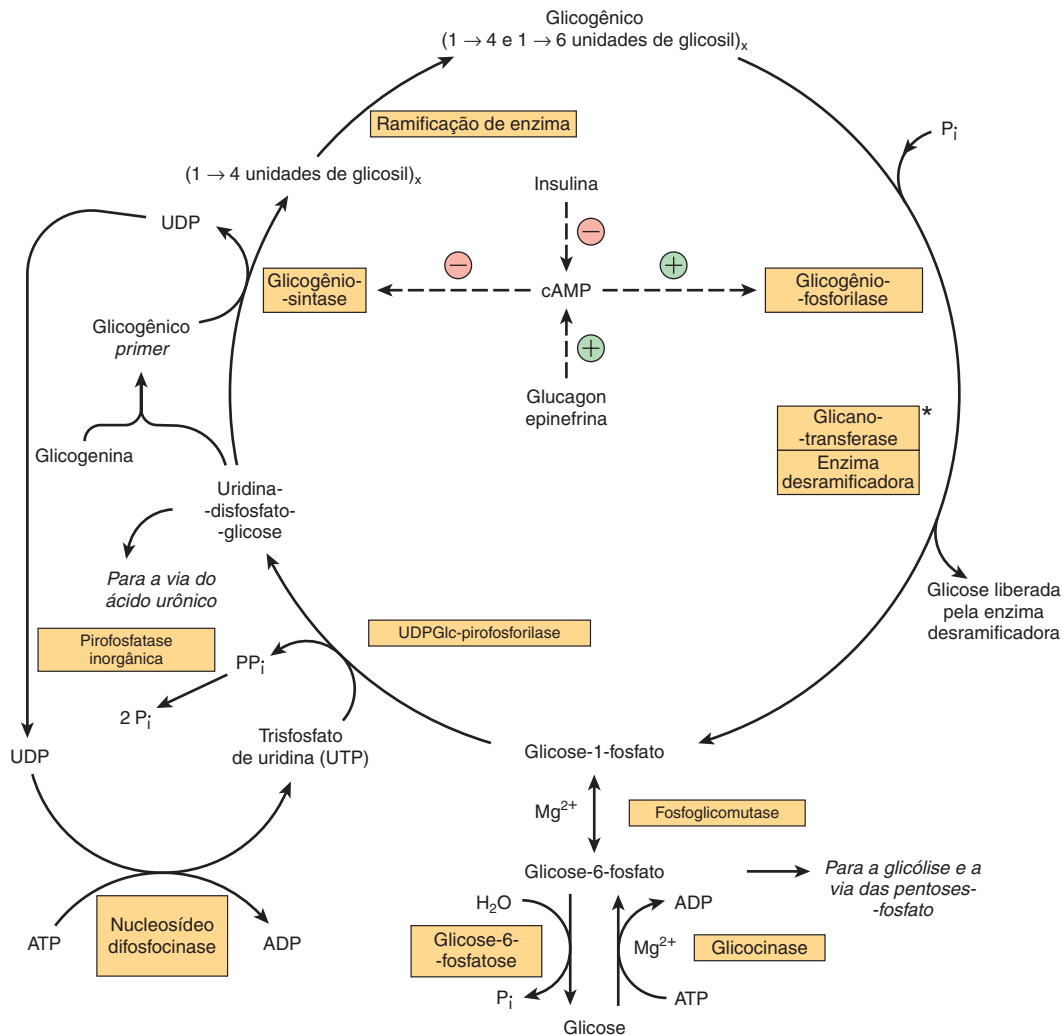 Glicogênico
(1 → 4 e 1 → 6 unidades de glicosil)x
Ramificação de enzima
Pi
(1 → 4 unidades de glicosil)x
Insulina
UDP
−
−
+
Glicogênio-
-sintase
cAMP
Glicogênio-
-fosforilase
Glicogênico
primer
+
Glucagon
epinefrina
Glicano-
-transferase
*
Enzima
desramificadora
Glicogenina
Uridina-
-disfosfato-
-glicose
Para a via do
ácido urônico
Glicose liberada
pela enzima
desramificadora
Pirofosfatase
inorgânica
UDPGlc-pirofosforilase
PPi
2 Pi
UDP
Trisfosfato
de uridina (UTP)
Glicose-1-fosfato
Mg2+
Fosfoglicomutase
Glicose-6-fosfato
Para a glicólise e a
via das pentoses-
-fosfato
ATP
Nucleosídeo
difosfocinase
ADP
H2O
ADP
Glicose-6-
-fosfatose
Mg2+
Glicocinase
Pi
ATP
Glicose